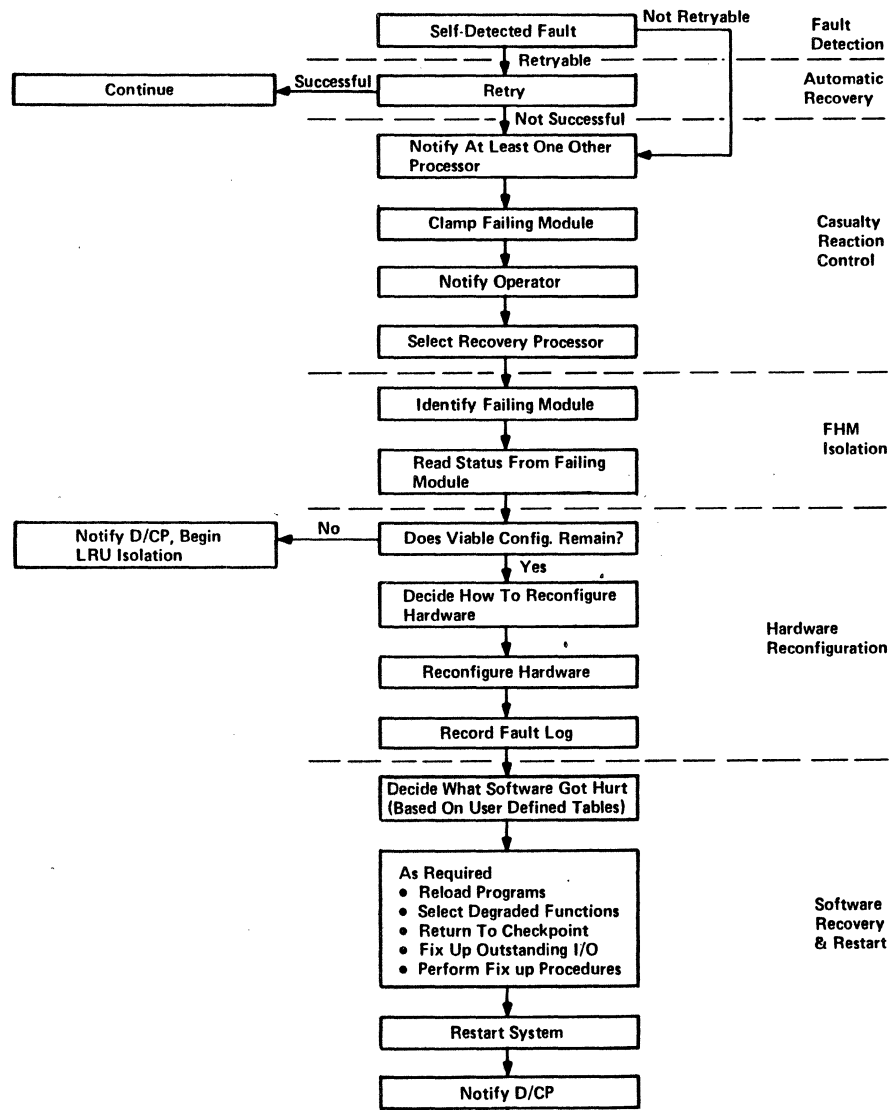 Not Retryable
Self-Detected Fault
Fault
Detection
Retryable
Continue
Successful
Retry
Automatic
Recovery
Not Successful
Notify At Least One Other
Processor
Clamp Failing Module
Casualty
Reaction
Control
Notify Operator
Select Recovery Processor
Identify Failing Module
FHM
Isolation
Read Status From Failing
Module
Notify D/CP, Begin
LRU Isolation
No
Does Viable Config. Remain?
Yes
Decide How To Reconfigure
Hardware
Hardware
Reconfiguration
Reconfigure Hardware
Record Fault Log
Decide What Software Got Hurt
(Based On User Defined Tables)
As Required
• Reload Programs
• Select Degraded Functions
• Return To Checkpoint
• Fix Up Outstanding I/O
• Perform Fix up Procedures
Software
Recovery
& Restart
Restart System
Notify D/CP